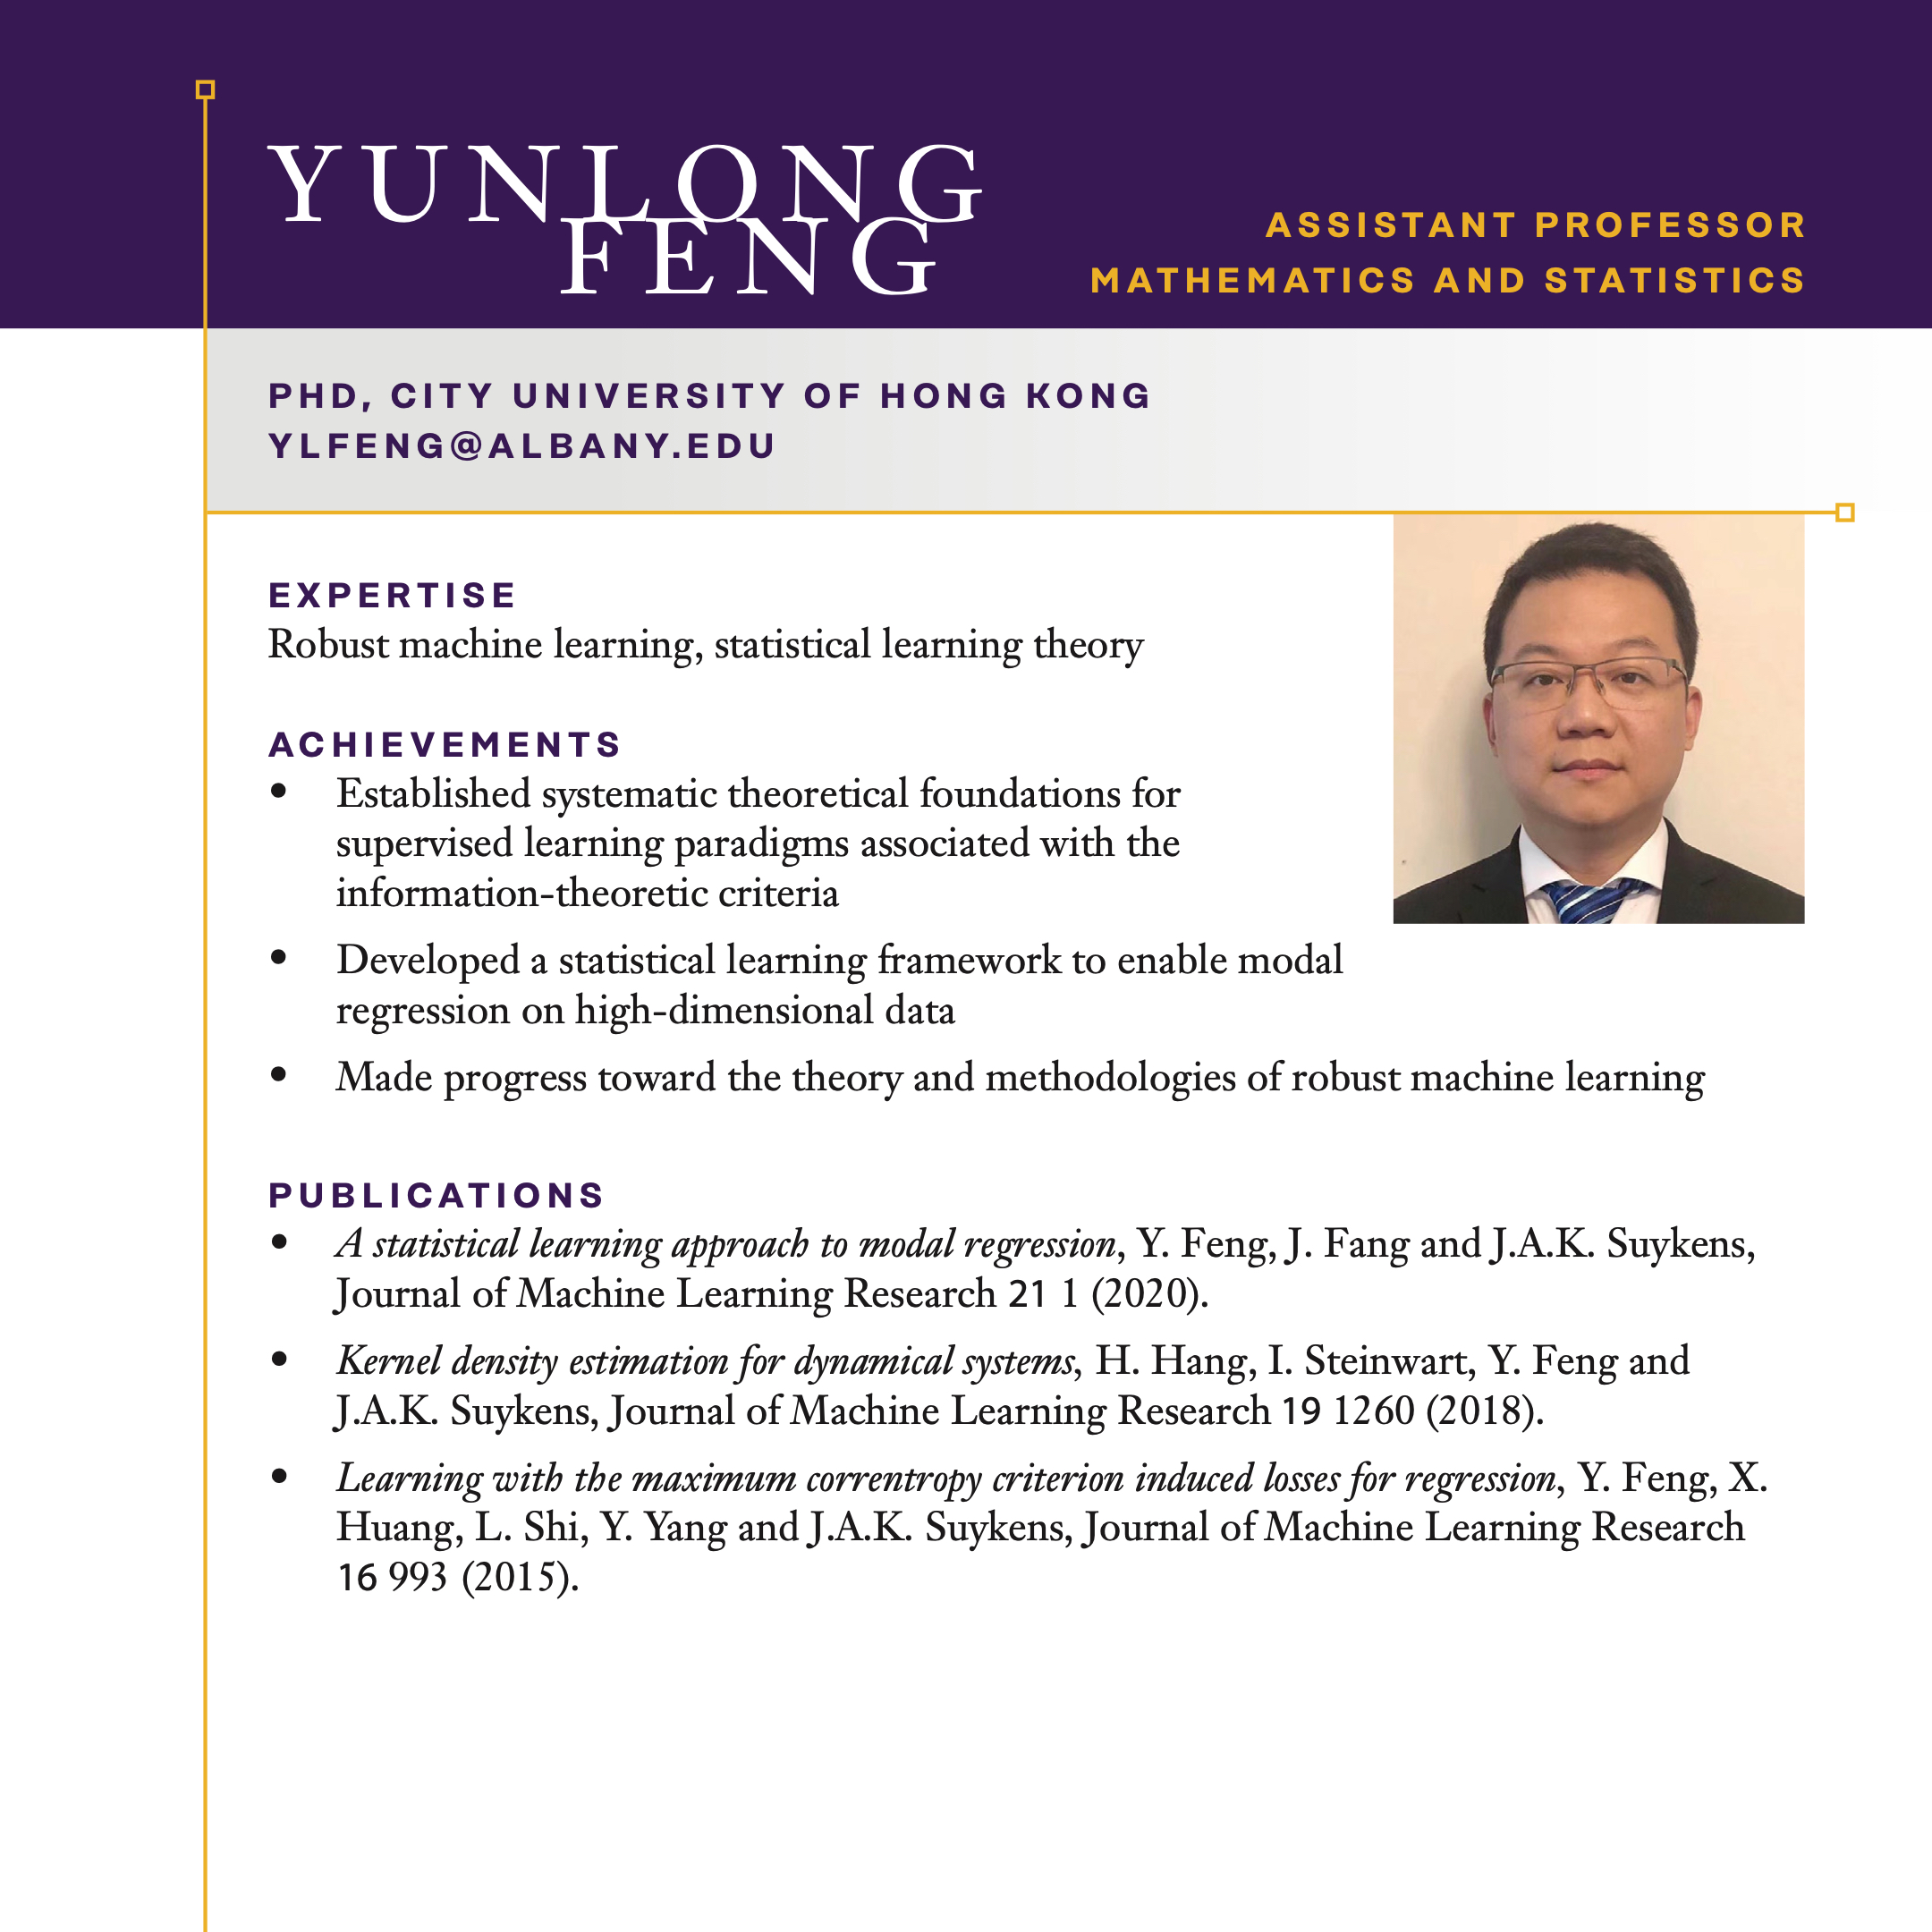 YUNLONG
FENG
ASSISTANT PROFESSOR
MATHEMATICS AND STATISTICS
PHD, CITY UNIVERSITY OF HONG KONG
YLFENG@ALBANY.EDU
EXPERTISE
Robust machine learning, statistical learning theory
ACHIEVEMENTS
• Established systematic theoretical foundations for
supervised learning paradigms associated with the
information-theoretic criteria
• Developed a statistical learning framework to enable modal
regression on high-dimensional data
• Made progress toward the theory and methodologies of robust machine learning
PUBLICATIONS
• A statistical learning approach to modal regression, Y. Feng, J. Fang and J.A.K. Suykens,
Journal of Machine Learning Research 21 1 (2020).
• Kernel density estimation for dynamical systems, H. Hang, I. Steinwart, Y. Feng and
J.A.K. Suykens, Journal of Machine Learning Research 19 1260 (2018).
• Learning with the maximum correntropy criterion induced losses for regression, Y. Feng, X.
Huang, L. Shi, Y. Yang and J.A.K. Suykens, Journal of Machine Learning Research
16 993 (2015).